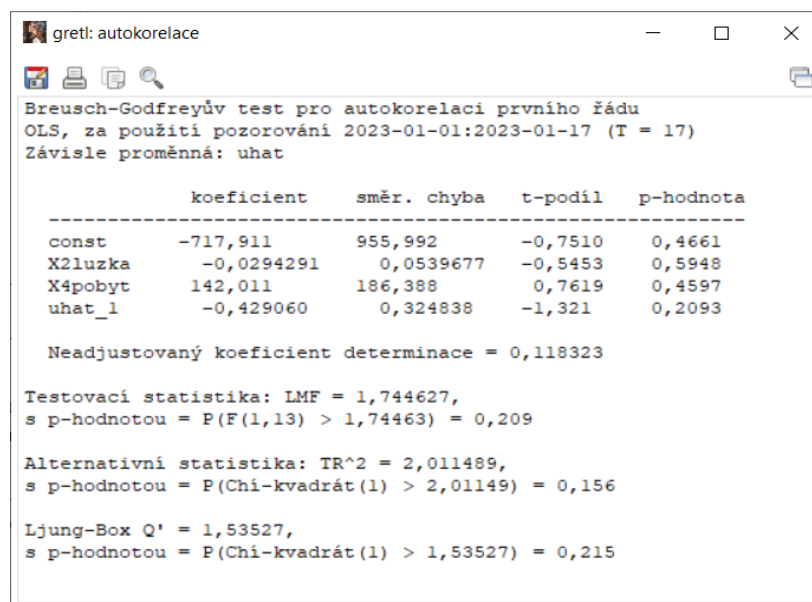 gretl: autokorelace
Breusch-Godfreyův test pro autokorelaci prvního řádu
OLS, za použití pozorování 2023-01-01:2023-01-17 (T = 17)
Závisle proměnná: uhat
koeficient směr. chyba t-podíl p-hodnota
-------------------------------------------------------------
const -717,911 955,992 -0,7510 0,4661
X2luzka -0,0294291 0,0539677 -0,5453 0,5948
X4pobyt 142,011 186,388 0,7619 0,4597
uhat_1 -0,429060 0,324838 -1,321 0,2093
Neadjustovaný koeficient determinace = 0,118323
Testovací statistika: LMF = 1,744627,
s p-hodnotou = P(F(1,13) > 1,74463) = 0,209
Alternativní statistika: TR^2 = 2,011489,
s p-hodnotou = P(Chí-kvadrát(1) > 2,01149) = 0,156
Ljung-Box Q' = 1,53527,
s p-hodnotou = P(Chí-kvadrát(1) > 1,53527) = 0,215